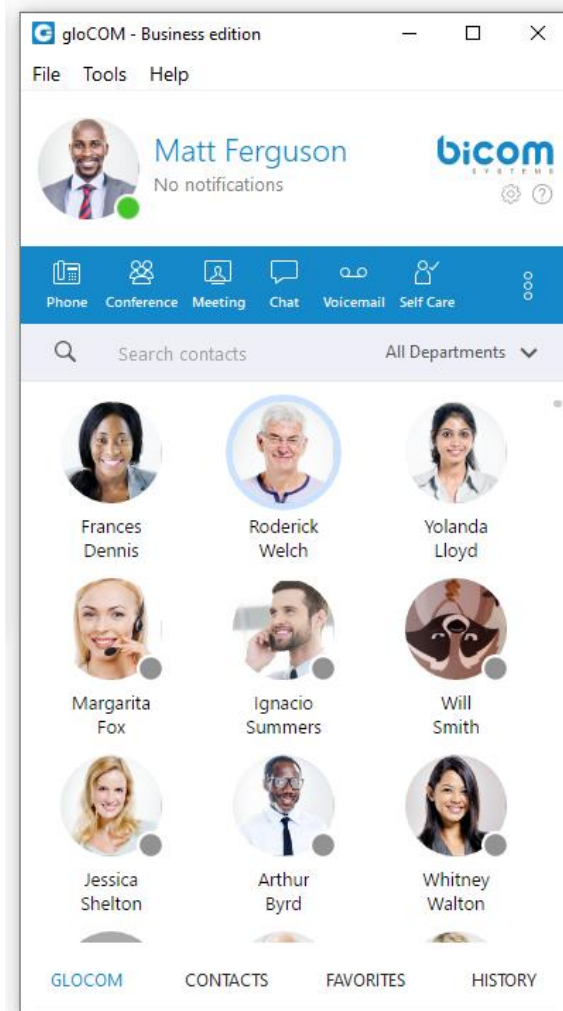 gloCOM - Business edition
File Tools Help
Matt Ferguson
No notifications
bicom
SYSTEMS
Phone Conference Meeting Chat Voicemail Self Care
Search contacts All Departments
Frances Roderick Yolanda
Dennis Welch Lloyd
Margarita Ignacio Will
Fox Summers Smith
Jessica Arthur Whitney
Shelton Byrd Walton
GLOCOM CONTACTS FAVORITES HISTORY